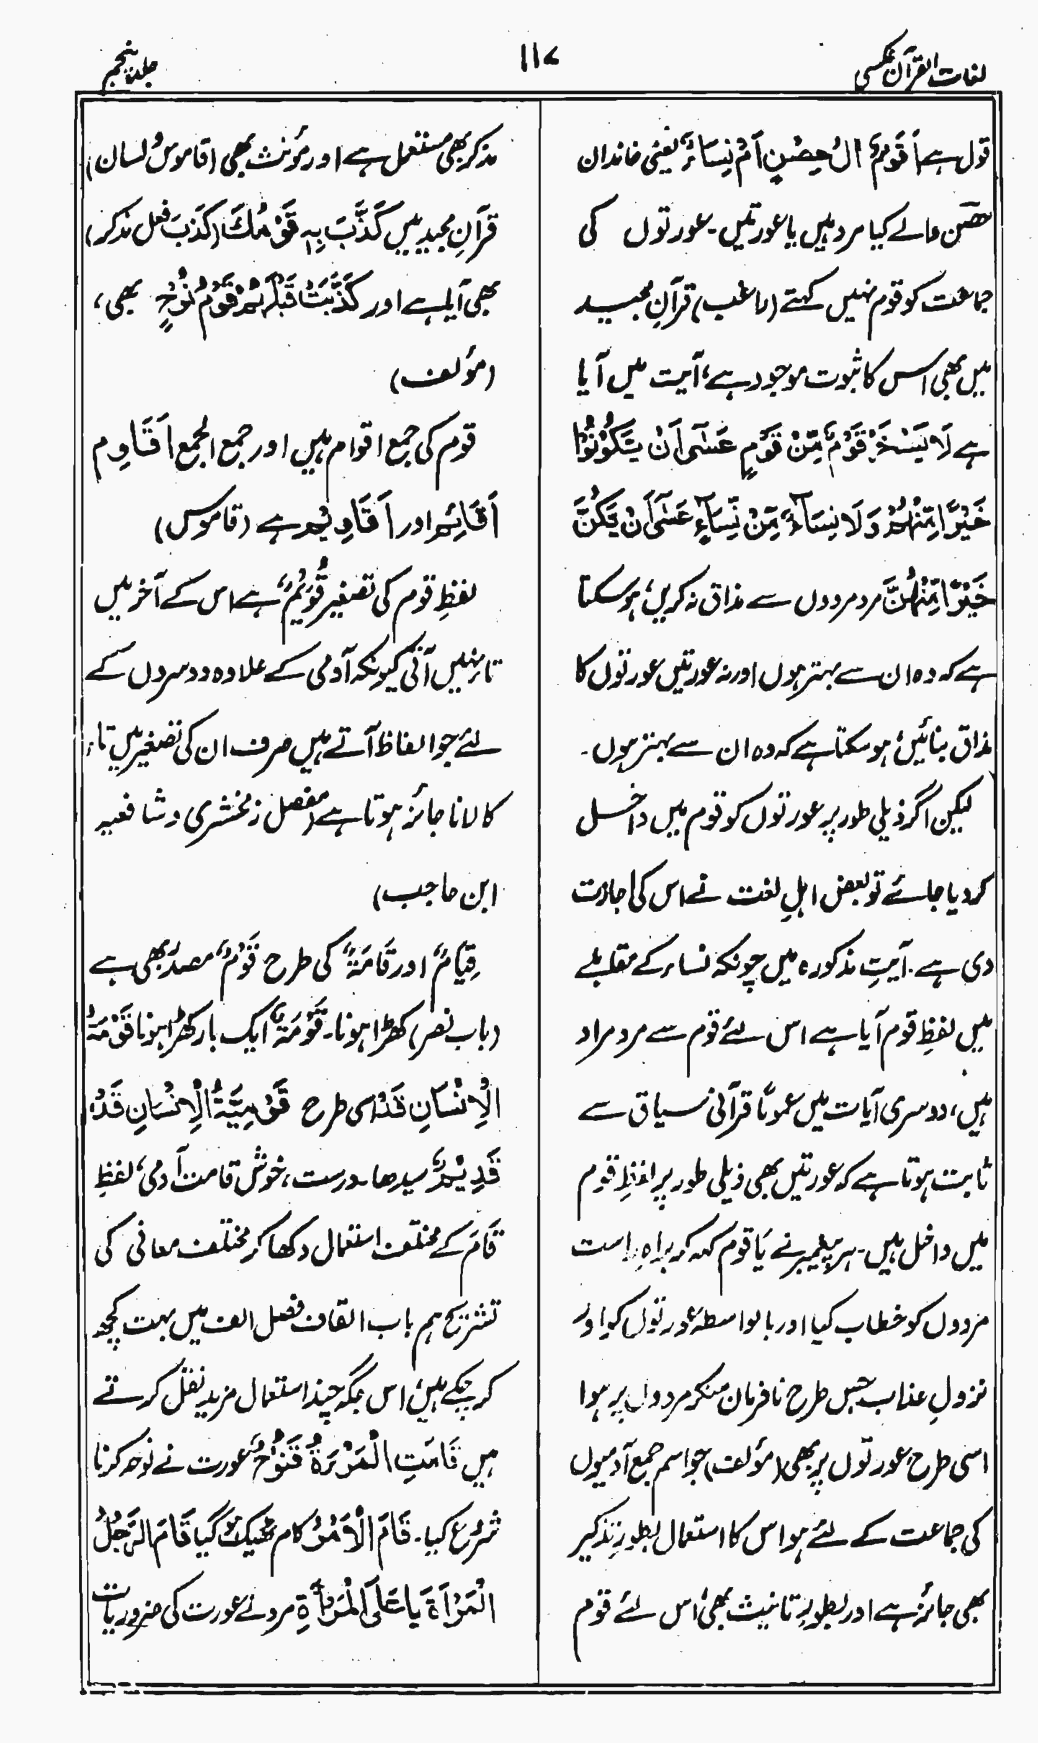 لغات القرآن عکسی
۱۱۷
جلد پنجم
قول ہے اَقَوْمٌ اٰلُ حِصْنٍ اَمْ نِسَاءٌ، یعنی خاندان
حصن والے کیا مرد ہیں یا عورتیں۔ عورتوں کی
جماعت کو قوم نہیں کہتے (راغب) قرآنِ مجید
میں بھی اس کا ثبوت موجود ہے، آیت میں آیا
ہے لَا یَسْخَرْ قَوْمٌ مِّنْ قَوْمٍ عَسٰٓی اَنْ یَّکُوْنُوْا
خَیْرًا مِّنْهُمْ وَلَا نِسَآءٌ مِّنْ نِّسَآءٍ عَسٰٓی اَنْ یَّکُنَّ
خَیْرًا مِّنْهُنَّ مرد مردوں سے مذاق نہ کریں، ہو سکتا
ہے کہ وہ ان سے بہتر ہوں اور نہ عورتیں عورتوں کا
مذاق بنائیں، ہو سکتا ہے کہ وہ ان سے بہتر ہوں۔
لیکن اگر ذیلی طور پر عورتوں کو قوم میں داخل
کردیا جائے تو بعض اہلِ لغت نے اس کی اجازت
دی ہے۔ آیتِ مذکورہ میں چونکہ نساء کے مقابلے
میں لفظِ قوم آیا ہے اس لئے قوم سے مرد مراد
ہیں، دوسری آیات میں عموماً قرآنی سیاق سے
ثابت ہوتا ہے کہ عورتیں بھی ذیلی طور پر لفظِ قوم
میں داخل ہیں۔ ہر پیغمبر نے یَا قوم کہہ کر براہِ راست
مردوں کو خطاب کیا اور بالواسطہ عورتوں کو، اور
نزولِ عذاب جس طرح نافرمان منکر مردوں پر ہوا
اسی طرح عورتوں پر بھی (مؤلف) جو اسم جمع آدمیوں
کی جماعت کے لئے ہو اس کا استعمال بطورِ تذکیر
بھی جائز ہے اور بطورِ تانیث بھی، اس لئے قوم
مذکر بھی مستعمل ہے اور مؤنث بھی (قاموس و لسان)
قرآنِ مجید میں کَذَّبَ بِهٖ قَوْمُكَ (کذب فعل مذکر)
بھی آیا ہے اور کَذَّبَتْ قَبْلَهُمْ قَوْمُ نُوْحٍ بھی،
(مؤلف)
قوم کی جمع اقوام ہیں اور جمع الجمع اَقَاوِم
اَقَائِم اور اَقَاوِیْم ہے (قاموس)
لفظِ قوم کی تصغیر قُوَیْمٌ ہے اس کے آخر میں
تاء نہیں آتی کیونکہ آدمی کے علاوہ دوسروں کے
لئے جو الفاظ آتے ہیں صرف ان کی تصغیر میں تاء
کا لانا جائز ہوتا ہے (مفصل زمخشری و شافعیہ
ابن حاجب)
قِیَامٌ اور قَامَةٌ کی طرح قَوْمٌ مصدر بھی ہے
(باب نصر) کھڑا ہونا۔ قَوْمَةٌ ایک بار کھڑا ہونا قَوْمَةُ
الْاِنْسَانِ قَدُّہٗ اسی طرح قَوْمِیَّةُ الْاِنْسَانِ قَدُّہٗ
قَوِیْمٌ سیدھا۔ درست، خوش قامت آدمی، لفظِ
قَامَ کے مختلف استعمال دکھا کر مختلف معانی کی
تشریح ہم باب القاف فصل الف میں بہت کچھ
کر چکے ہیں، اس جگہ چند استعمال مزید نقل کرتے
ہیں قَامَتِ الْمَرْءَةُ تَنُوْحُ عورت نے نوحہ کرنا
شروع کیا۔ قَامَ الْاَمْرُ کام ٹھیک ہو گیا قَامَ الرَّجُلُ
الْمَرْاَةَ یا عَلَی الْمَرْأَةِ مرد نے عورت کی ضروریات